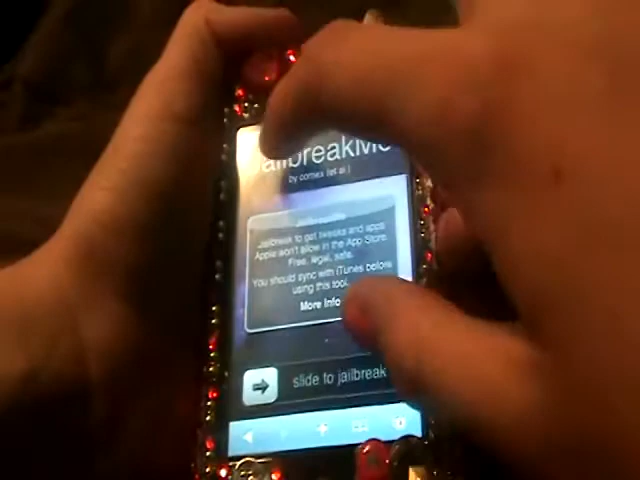 ailbreakMe
by comex (et al.)
Jailbreak to get tweaks and apps
Apple won't allow in the App Store.
Free, legal, safe.
You should sync with iTunes before
using this tool.
More Info
slide to jailbreak